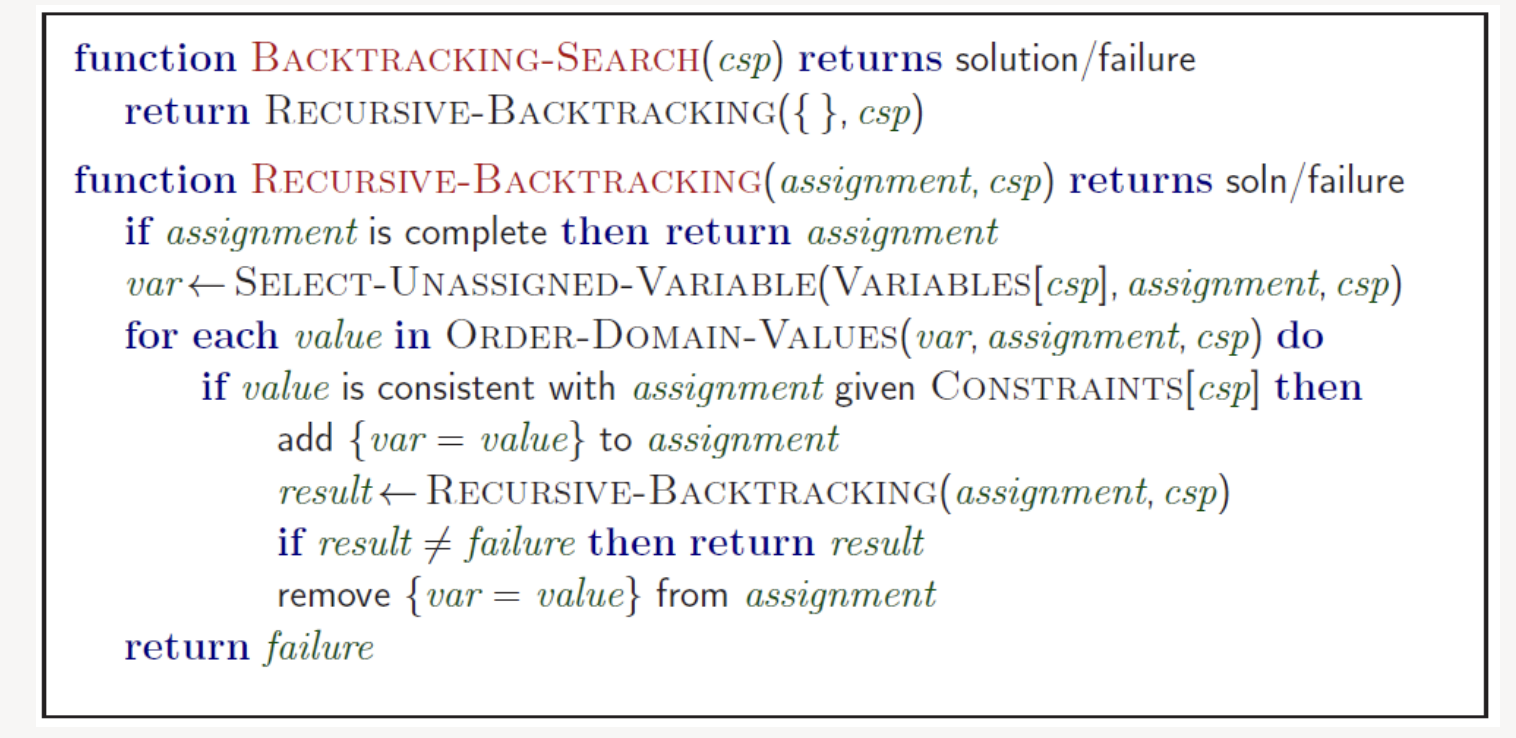 function BACKTRACKING-SEARCH(csp) returns solution/failure
return RECURSIVE-BACKTRACKING({ }, csp)
function RECURSIVE-BACKTRACKING(assignment, csp) returns soln/failure
if assignment is complete then return assignment
var ← SELECT-UNASSIGNED-VARIABLE(VARIABLES[csp], assignment, csp)
for each value in ORDER-DOMAIN-VALUES(var, assignment, csp) do
if value is consistent with assignment given CONSTRAINTS[csp] then
add {var = value} to assignment
result ← RECURSIVE-BACKTRACKING(assignment, csp)
if result ≠ failure then return result
remove {var = value} from assignment
return failure